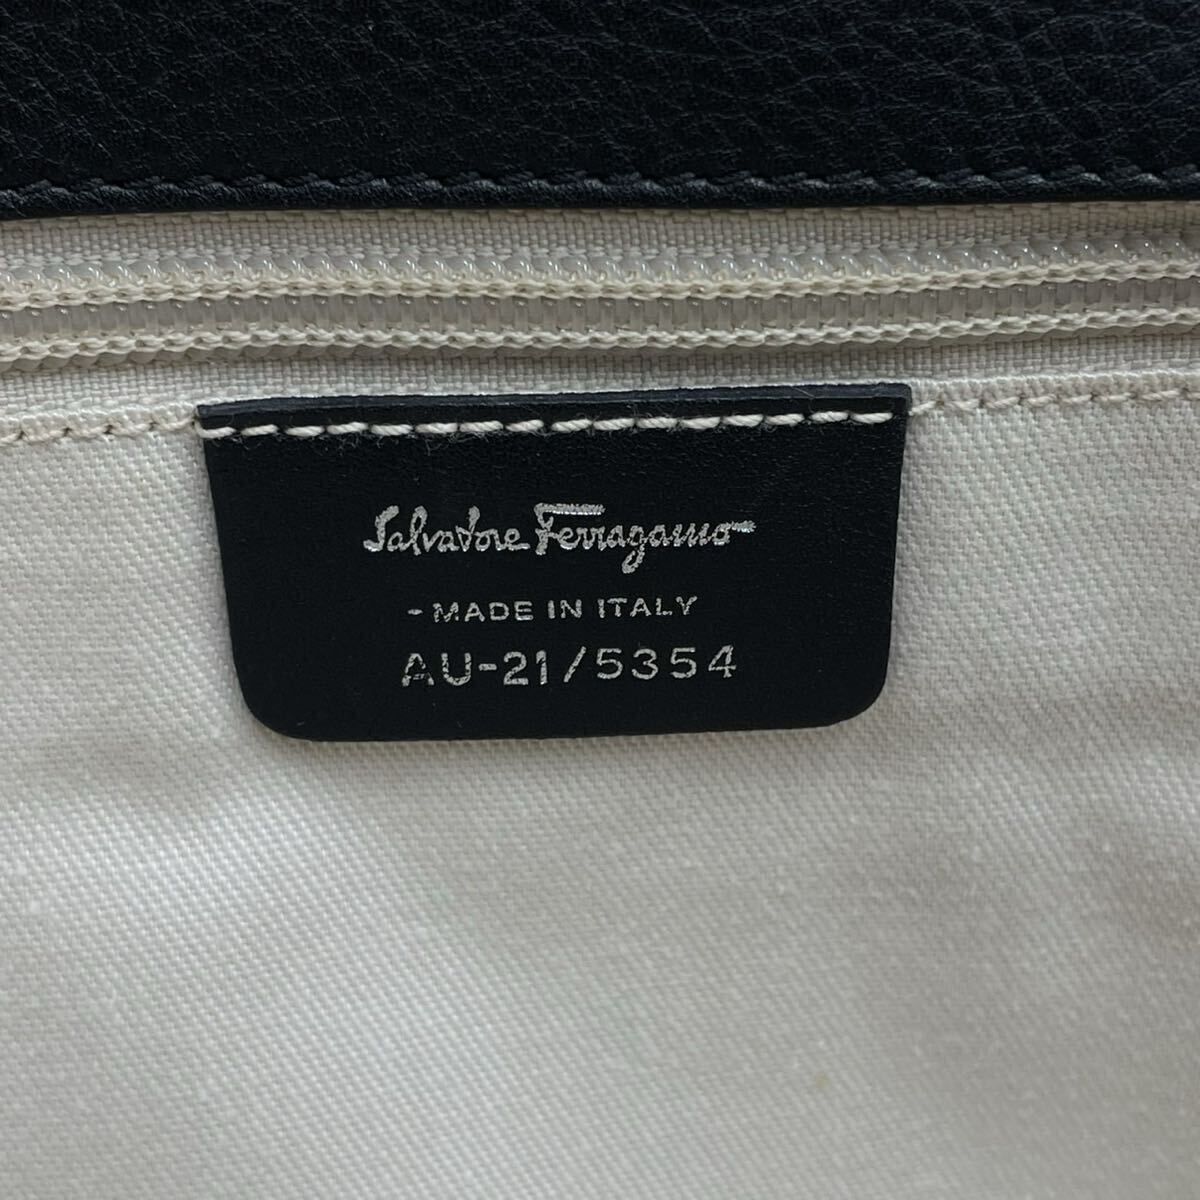 Salvatore Ferragamo
- MADE IN ITALY
AU-21/5354